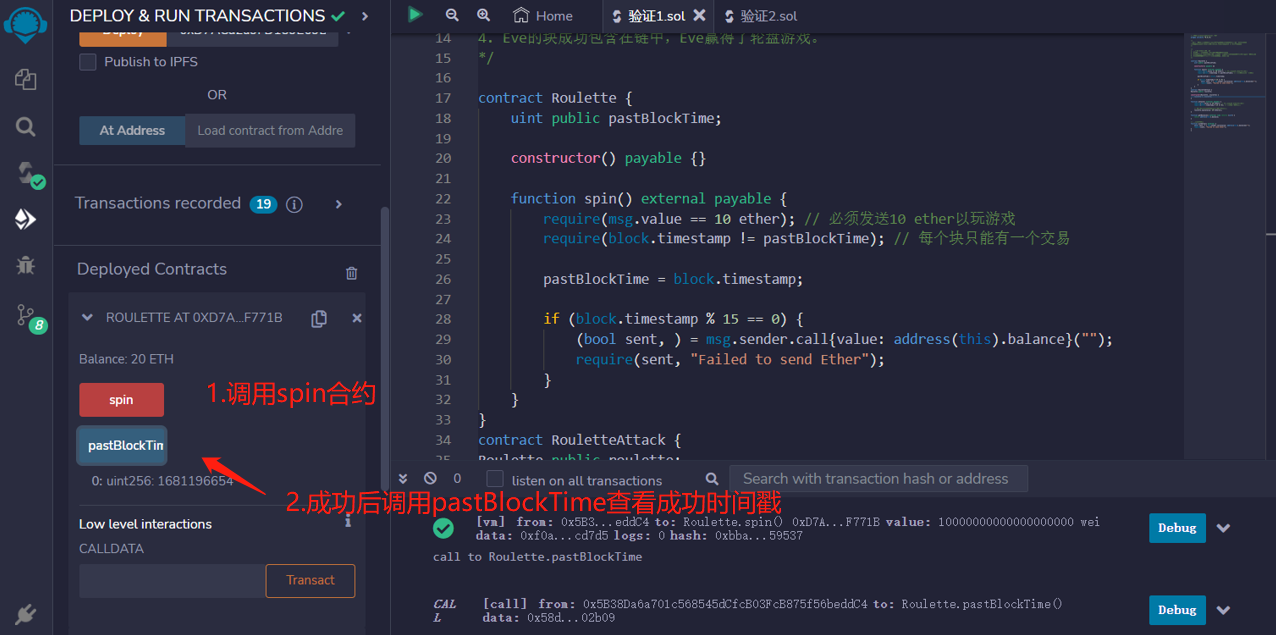 DEPLOY & RUN TRANSACTIONS
Home
验证1.sol
验证2.sol
Deploy
Publish to IPFS
OR
At Address
Load contract from Addre
Transactions recorded 19
Deployed Contracts
ROULETTE AT 0XD7A...F771B
Balance: 20 ETH
spin
1.调用spin合约
pastBlockTim
0: uint256: 1681196654
2.成功后调用pastBlockTime查看成功时间戳
Low level interactions
CALLDATA
Transact
8
14 4. Eve的块成功包含在链中，Eve赢得了轮盘游戏。
15 */
16
17 contract Roulette {
18 uint public pastBlockTime;
19
20 constructor() payable {}
21
22 function spin() external payable {
23 require(msg.value == 10 ether); // 必须发送10 ether以玩游戏
24 require(block.timestamp != pastBlockTime); // 每个块只能有一个交易
25
26 pastBlockTime = block.timestamp;
27
28 if (block.timestamp % 15 == 0) {
29 (bool sent, ) = msg.sender.call{value: address(this).balance}("");
30 require(sent, "Failed to send Ether");
31 }
32 }
33 }
34 contract RouletteAttack {
35 Roulette public roulette;
0
listen on all transactions
Search with transaction hash or address
[vm] from: 0x5B3...eddC4 to: Roulette.spin() 0xD7A...F771B value: 10000000000000000000 wei
data: 0xf0a...cd7d5 logs: 0 hash: 0xbba...59537
Debug
call to Roulette.pastBlockTime
CALL
[call] from: 0x5B38Da6a701c568545dCfcB03FcB875f56beddC4 to: Roulette.pastBlockTime()
data: 0x58d...02b09
Debug